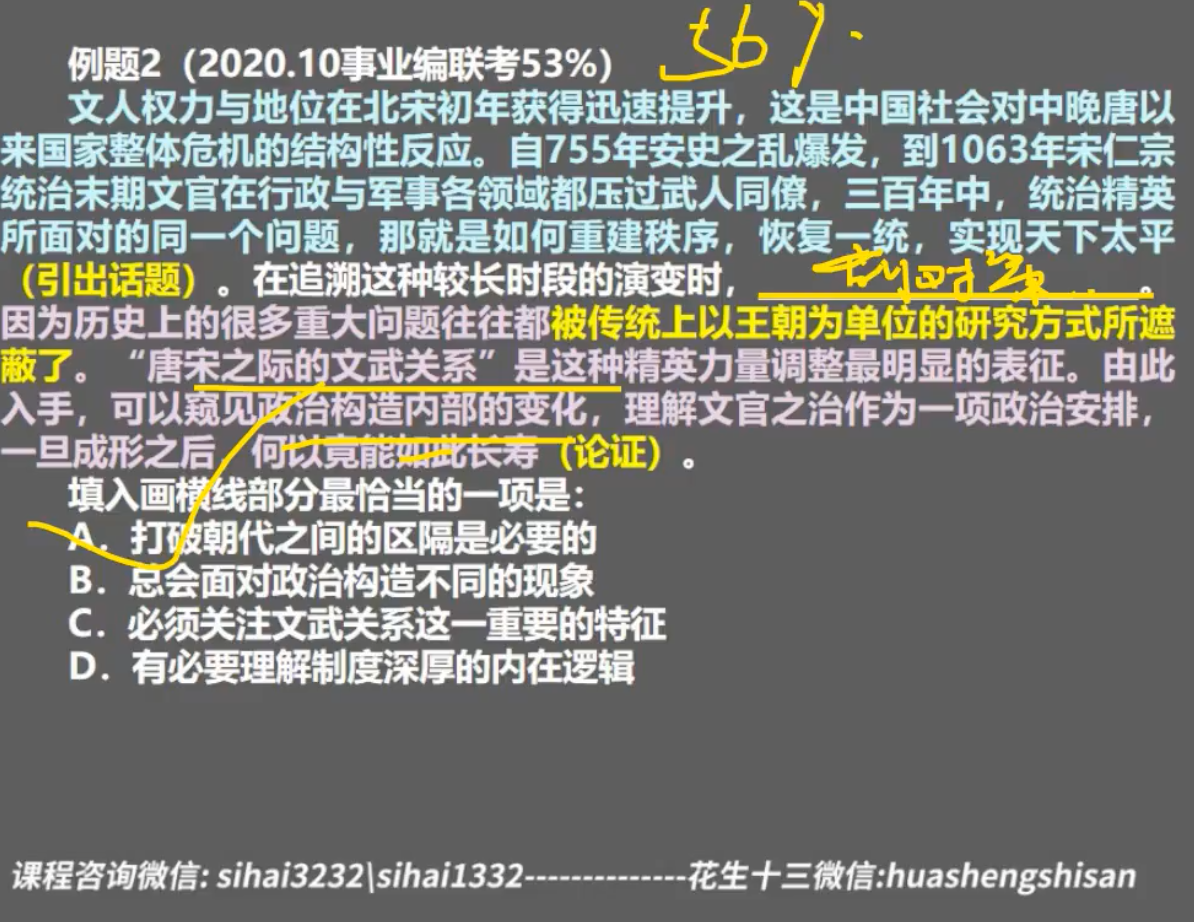 56%.
例题2（2020.10事业编联考53%）
文人权力与地位在北宋初年获得迅速提升，这是中国社会对中晚唐以
来国家整体危机的结构性反应。自755年安史之乱爆发，到1063年宋仁宗
统治末期文官在行政与军事各领域都压过武人同僚，三百年中，统治精英
所面对的同一个问题，那就是如何重建秩序，恢复一统，实现天下太平
（引出话题）。在追溯这种较长时段的演变时，。
因为历史上的很多重大问题往往都被传统上以王朝为单位的研究方式所遮
蔽了。“唐宋之际的文武关系”是这种精英力量调整最明显的表征。由此
入手，可以窥见政治构造内部的变化，理解文官之治作为一项政治安排，
一旦成形之后，何以竟能如此长寿（论证）。
填入画横线部分最恰当的一项是：
A．打破朝代之间的区隔是必要的
B．总会面对政治构造不同的现象
C．必须关注文武关系这一重要的特征
D．有必要理解制度深厚的内在逻辑
课程咨询微信: sihai3232\sihai1332--------------花生十三微信:huashengshisan